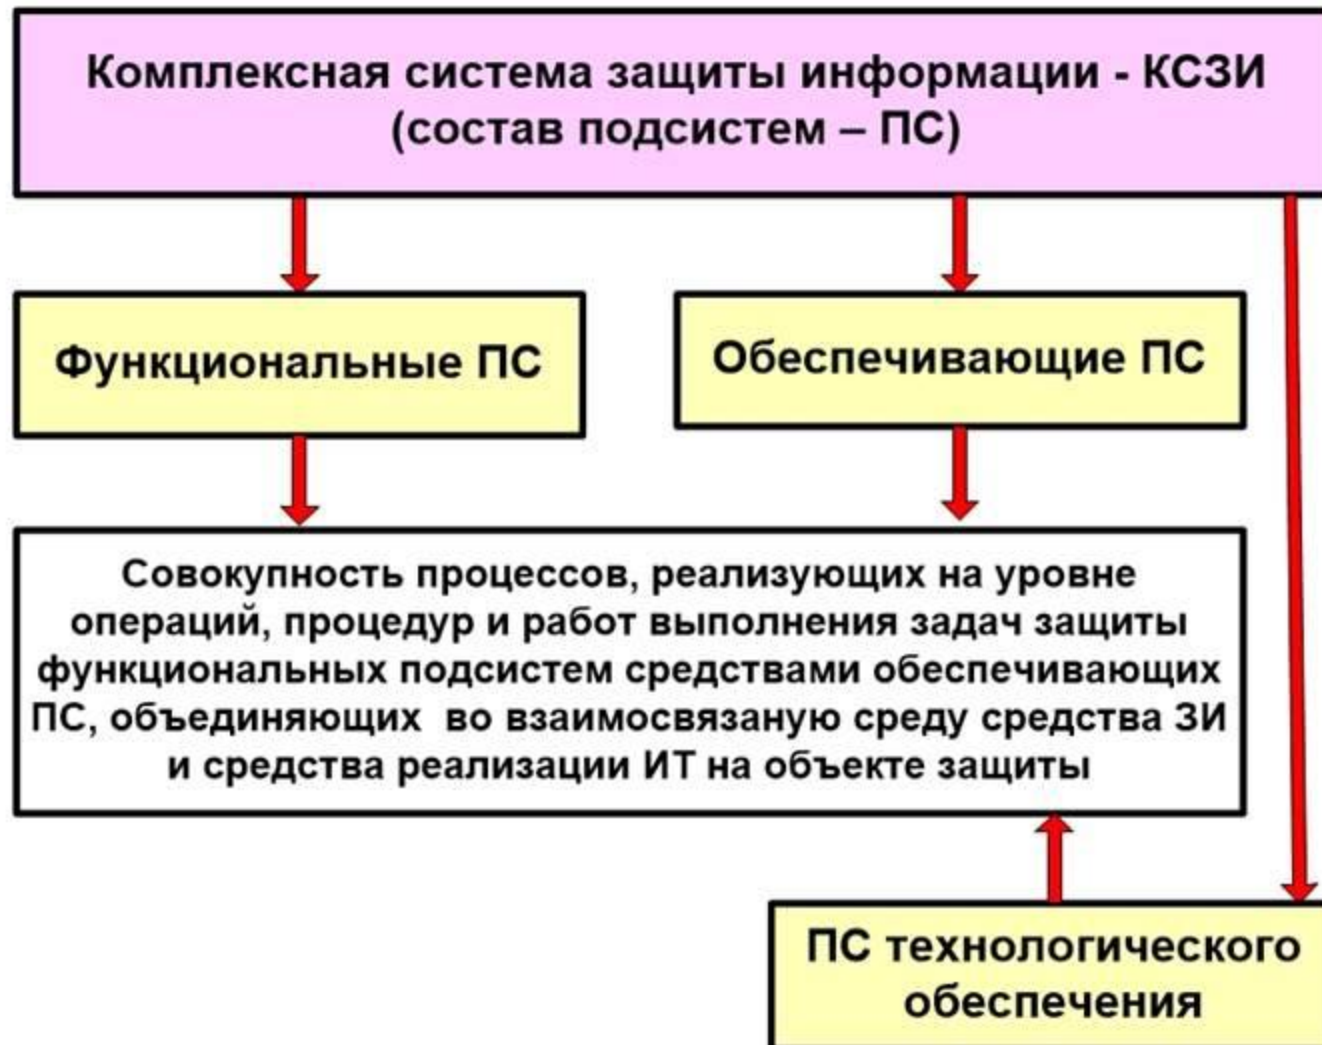 Комплексная система защиты информации - КСЗИ
(состав подсистем – ПС)
Функциональные ПС
Обеспечивающие ПС
Совокупность процессов, реализующих на уровне
операций, процедур и работ выполнения задач защиты
функциональных подсистем средствами обеспечивающих
ПС, объединяющих во взаимосвязаную среду средства ЗИ
и средства реализации ИТ на объекте защиты
ПС технологического
обеспечения